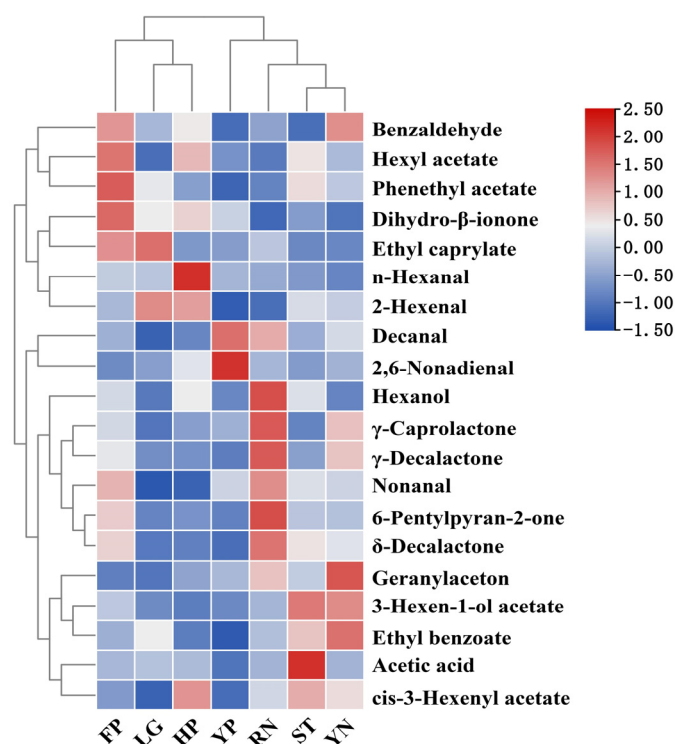 Benzaldehyde
Hexyl acetate
Phenethyl acetate
Dihydro-β-ionone
Ethyl caprylate
n-Hexanal
2-Hexenal
Decanal
2,6-Nonadienal
Hexanol
γ-Caprolactone
γ-Decalactone
Nonanal
6-Pentylpyran-2-one
δ-Decalactone
Geranylaceton
3-Hexen-1-ol acetate
Ethyl benzoate
Acetic acid
cis-3-Hexenyl acetate
FP LG HP YP RN ST YN
2.50
2.00
1.50
1.00
0.50
0.00
-0.50
-1.00
-1.50